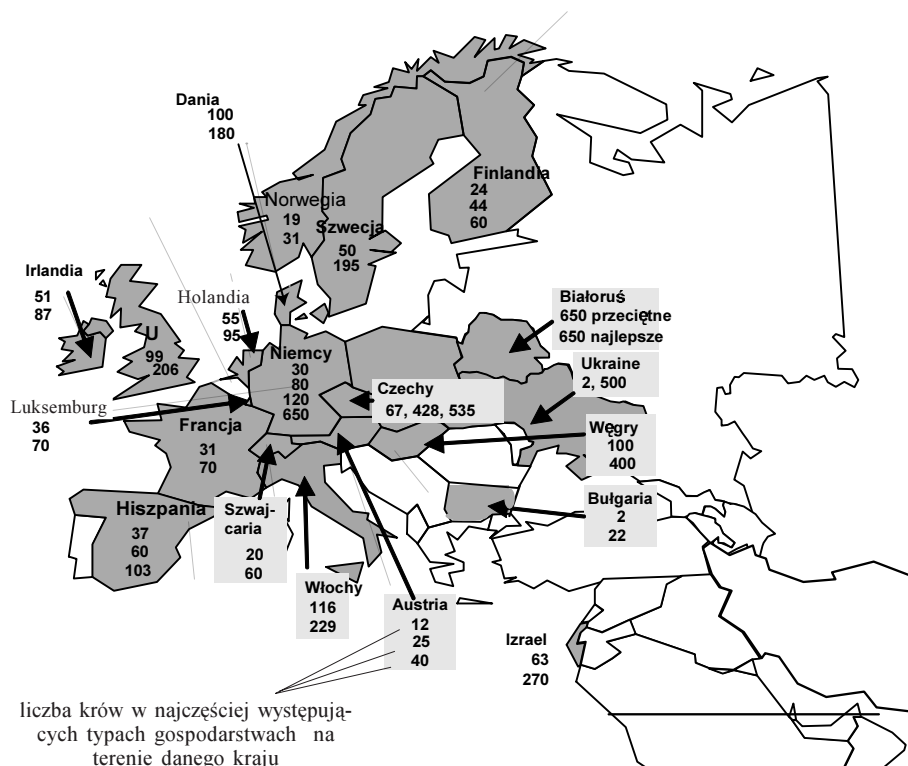 Dania
100
180
Finlandia
24
44
60
Norwegia
19
31
Szwecja
50
195
Irlandia
51
87
Holandia
55
95
U
99
206
Białoruś
650 przeciętne
650 najlepsze
Niemcy
30
80
120
650
Ukraine
2, 500
Czechy
67, 428, 535
Luksemburg
36
70
Francja
31
70
Węgry
100
400
Hiszpania
37
60
103
Szwaj-
caria
20
60
Bułgaria
2
22
Włochy
116
229
Austria
12
25
40
Izrael
63
270
liczba krów w najczęściej występują-
cych typach gospodarstwach na
terenie danego kraju